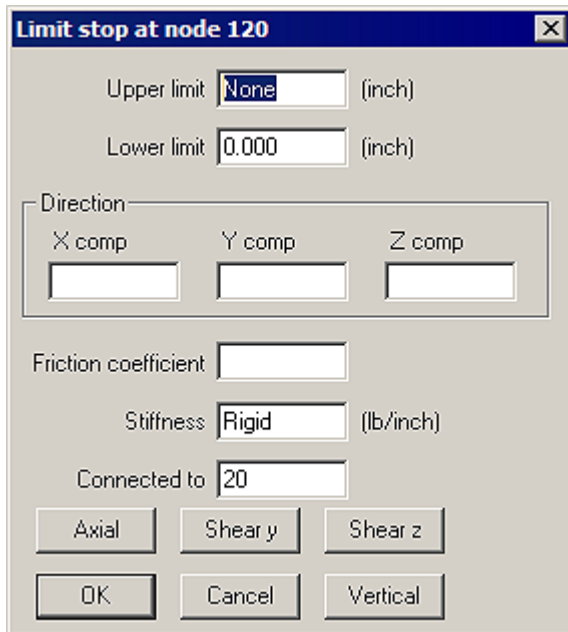 Limit stop at node 120
Upper limit None (inch)
Lower limit 0.000 (inch)
Direction
X comp Y comp Z comp
Friction coefficient
Stiffness Rigid (lb/inch)
Connected to 20
Axial Shear y Shear z
OK Cancel Vertical